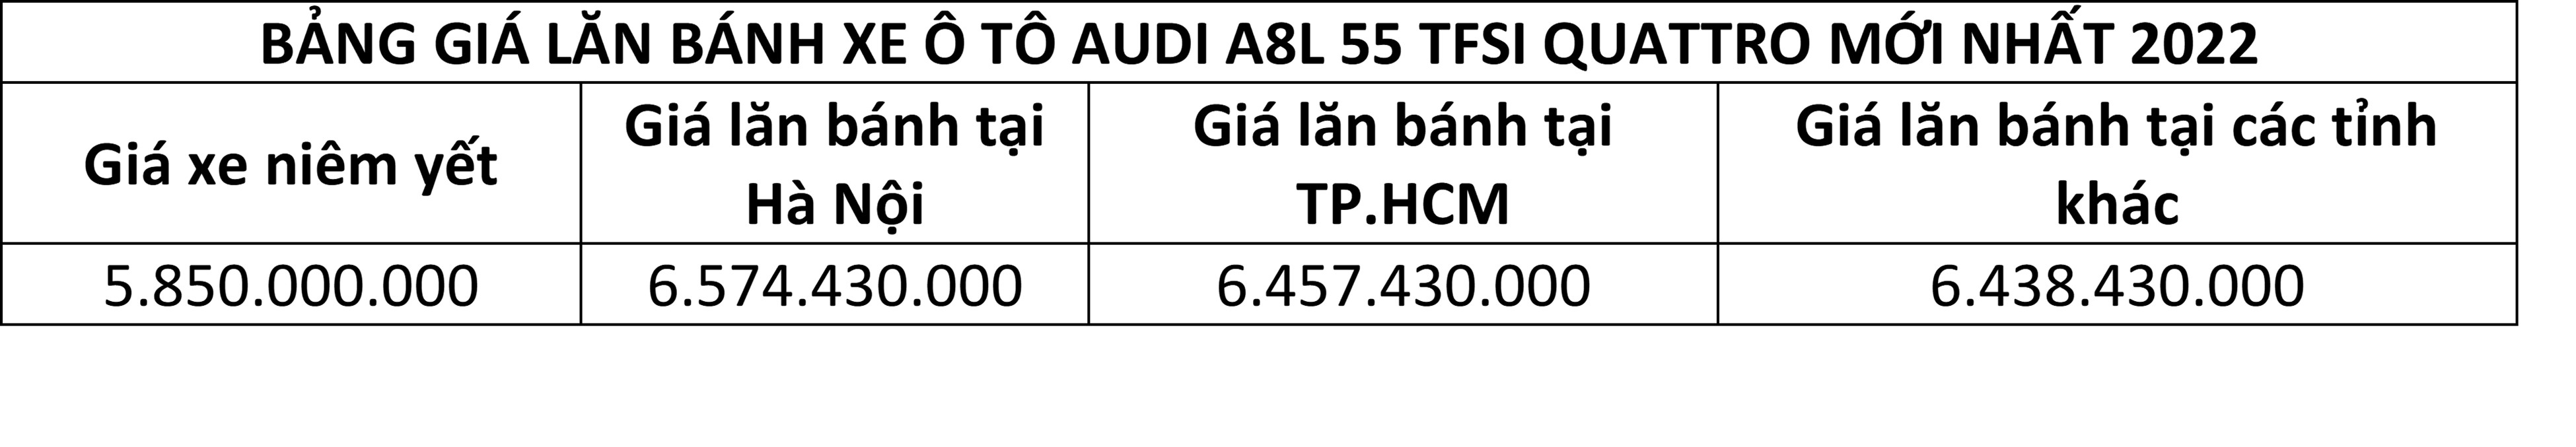 BẢNG GIÁ LĂN BÁNH XE Ô TÔ AUDI A8L 55 TFSI QUATTRO MỚI NHẤT 2022
Giá xe niêm yết
Giá lăn bánh tại
Hà Nội
Giá lăn bánh tại
TP.HCM
Giá lăn bánh tại các tỉnh
khác
5.850.000.000
6.574.430.000
6.457.430.000
6.438.430.000